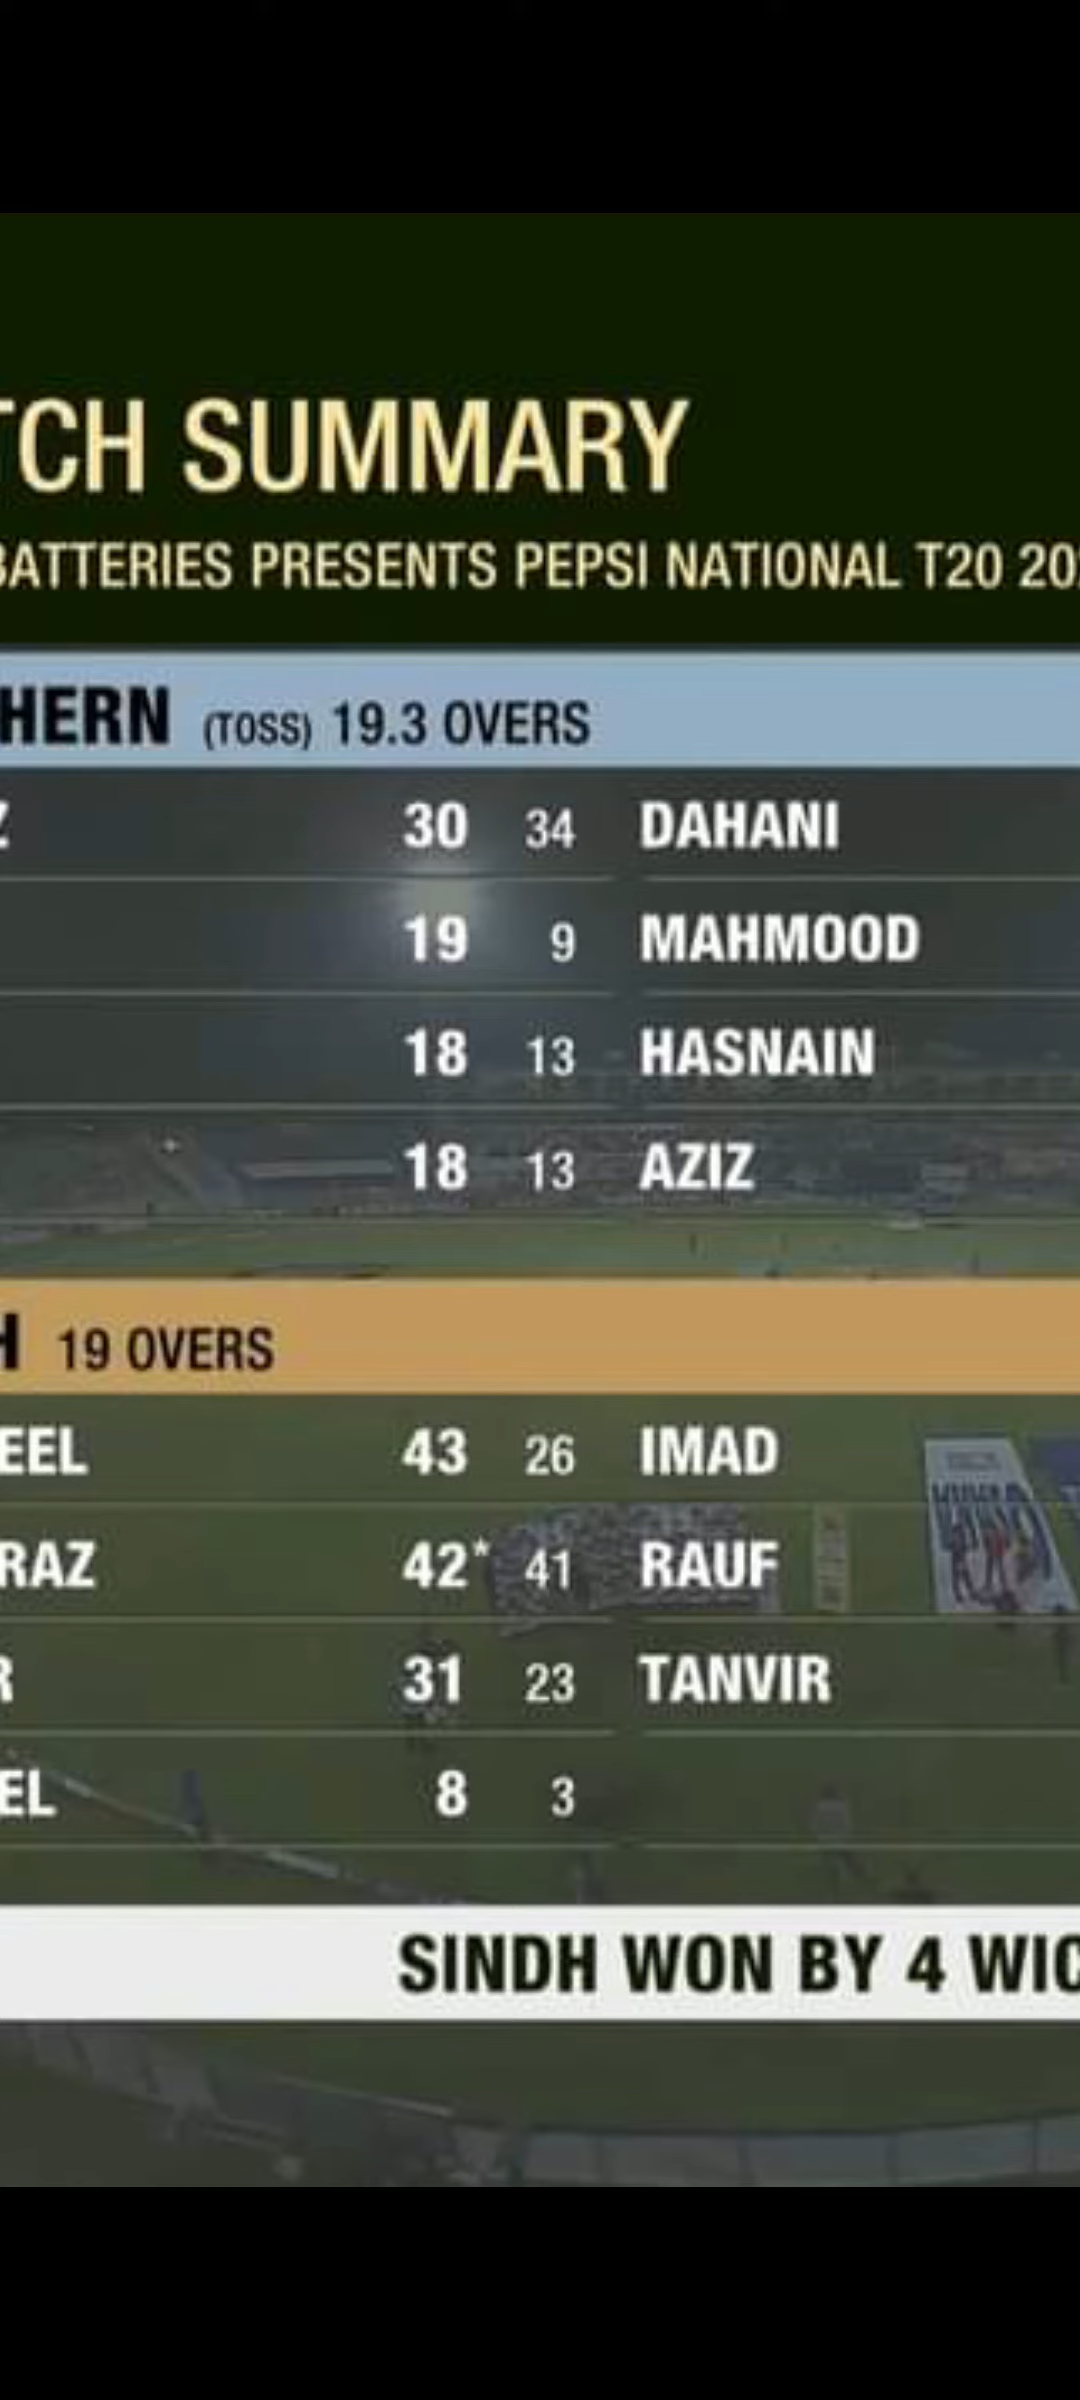 TCH SUMMARY
BATTERIES PRESENTS PEPSI NATIONAL T20 20
HERN (TOSS) 19.3 OVERS
Z 30 34 DAHANI
19 9 MAHMOOD
18 13 HASNAIN
18 13 AZIZ
H 19 OVERS
EEL 43 26 IMAD
RAZ 42* 41 RAUF
R 31 23 TANVIR
EL 8 3
SINDH WON BY 4 WIC